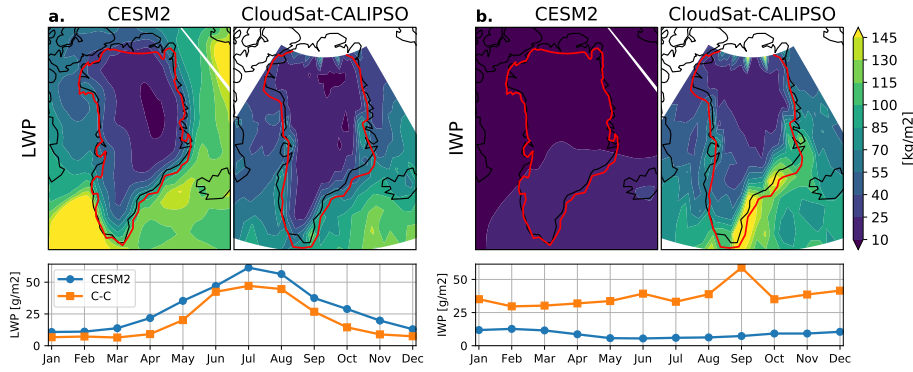 a. CESM2 CloudSat-CALIPSO b. CESM2 CloudSat-CALIPSO
LWP
IWP
145
130
115
100
85
70
55
40
25
10
[kg/m2]
LWP [g/m2]
50
25
0
CESM2
C-C
Jan Feb Mar Apr May Jun Jul Aug Sep Oct Nov Dec
IWP [g/m2]
50
25
0
Jan Feb Mar Apr May Jun Jul Aug Sep Oct Nov Dec